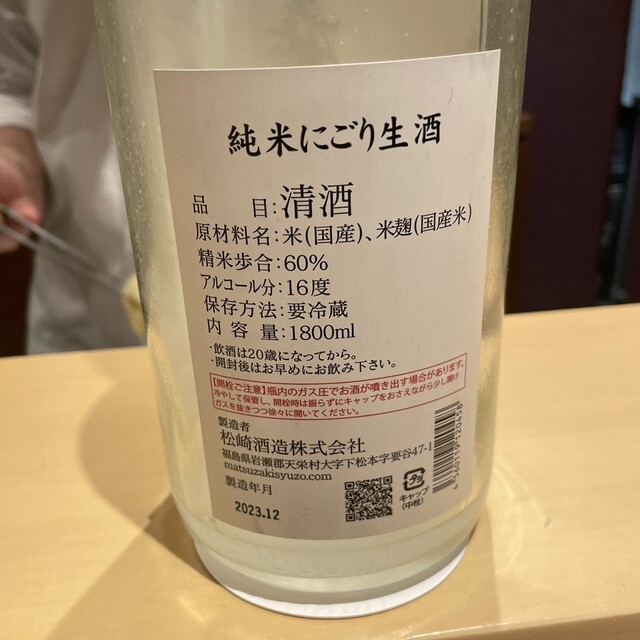 純米にごり生酒
品　　目:清酒
原材料名:米(国産)、米麹(国産米)
精米歩合:60%
アルコール分:16度
保存方法:要冷蔵
内 容 量:1800ml
・飲酒は20歳になってから。
・開封後はお早めにお飲み下さい。
【開栓ご注意】瓶内のガス圧でお酒が噴き出す場合があります。
冷やして保管し、開栓時は振らずにキャップをおさえながら少し開け
ガスを抜きつつ徐々に開いてください。
製造者
松崎酒造株式会社
福島県岩瀬郡天栄村大字下松本字要谷47-1
matsuzakisyuzo.com
製造年月
2023.12
キャップ
(中栓)